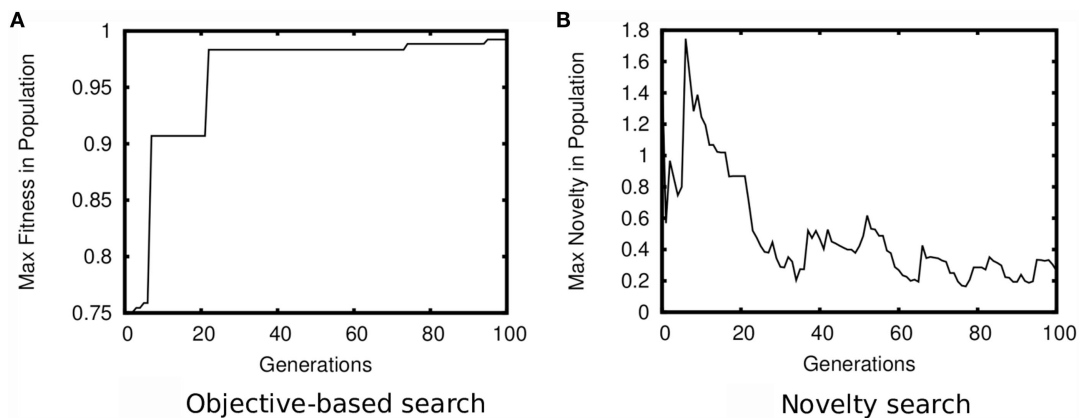 A
Max Fitness in Population
1
0.95
0.9
0.85
0.8
0.75
0 20 40 60 80 100
Generations
Objective-based search
B
Max Novelty in Population
1.8
1.6
1.4
1.2
1
0.8
0.6
0.4
0.2
0
0 20 40 60 80 100
Generations
Novelty search